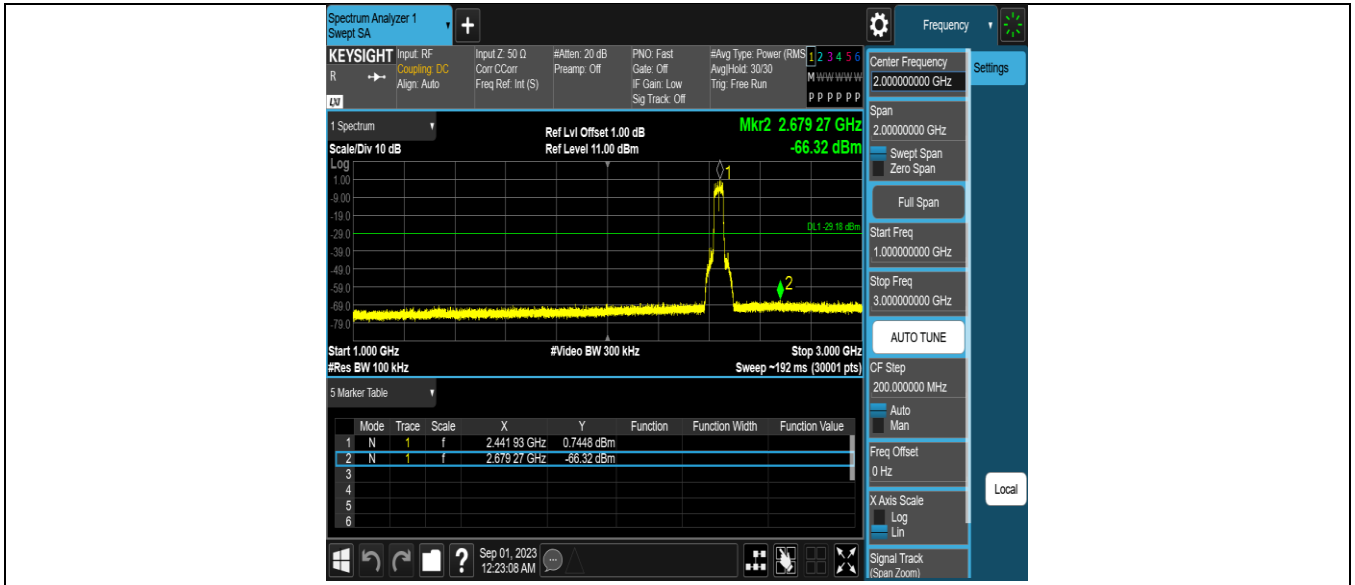 Spectrum Analyzer 1
Swept SA
+
Frequency
KEYSIGHT
R
LXI
Input: RF
Coupling: DC
Align: Auto
Input Z: 50 Ω
Corr CCorr
Freq Ref: Int (S)
#Atten: 20 dB
Preamp: Off
PNO: Fast
Gate: Off
IF Gain: Low
Sig Track: Off
#Avg Type: Power (RMS
Avg|Hold: 30/30
Trig: Free Run
1 2 3 4 5 6
M W W W W W
P P P P P P
1 Spectrum
Scale/Div 10 dB
Ref Lvl Offset 1.00 dB
Ref Level 11.00 dBm
Mkr2 2.679 27 GHz
-66.32 dBm
Log
1.00
-9.00
-19.0
-29.0
-39.0
-49.0
-59.0
-69.0
-79.0
1
DL1 -29.18 dBm
2
Start 1.000 GHz
#Video BW 300 kHz
Stop 3.000 GHz
#Res BW 100 kHz
Sweep ~192 ms (30001 pts)
5 Marker Table
Mode Trace Scale X Y Function Function Width Function Value
1 N 1 f 2.441 93 GHz 0.7448 dBm
2 N 1 f 2.679 27 GHz -66.32 dBm
3
4
5
6
?
Sep 01, 2023
12:23:08 AM
Center Frequency
2.000000000 GHz
Settings
Span
2.00000000 GHz
Swept Span
Zero Span
Full Span
Start Freq
1.000000000 GHz
Stop Freq
3.000000000 GHz
AUTO TUNE
CF Step
200.000000 MHz
Auto
Man
Freq Offset
0 Hz
X Axis Scale
Log
Lin
Local
Signal Track
(Span Zoom)